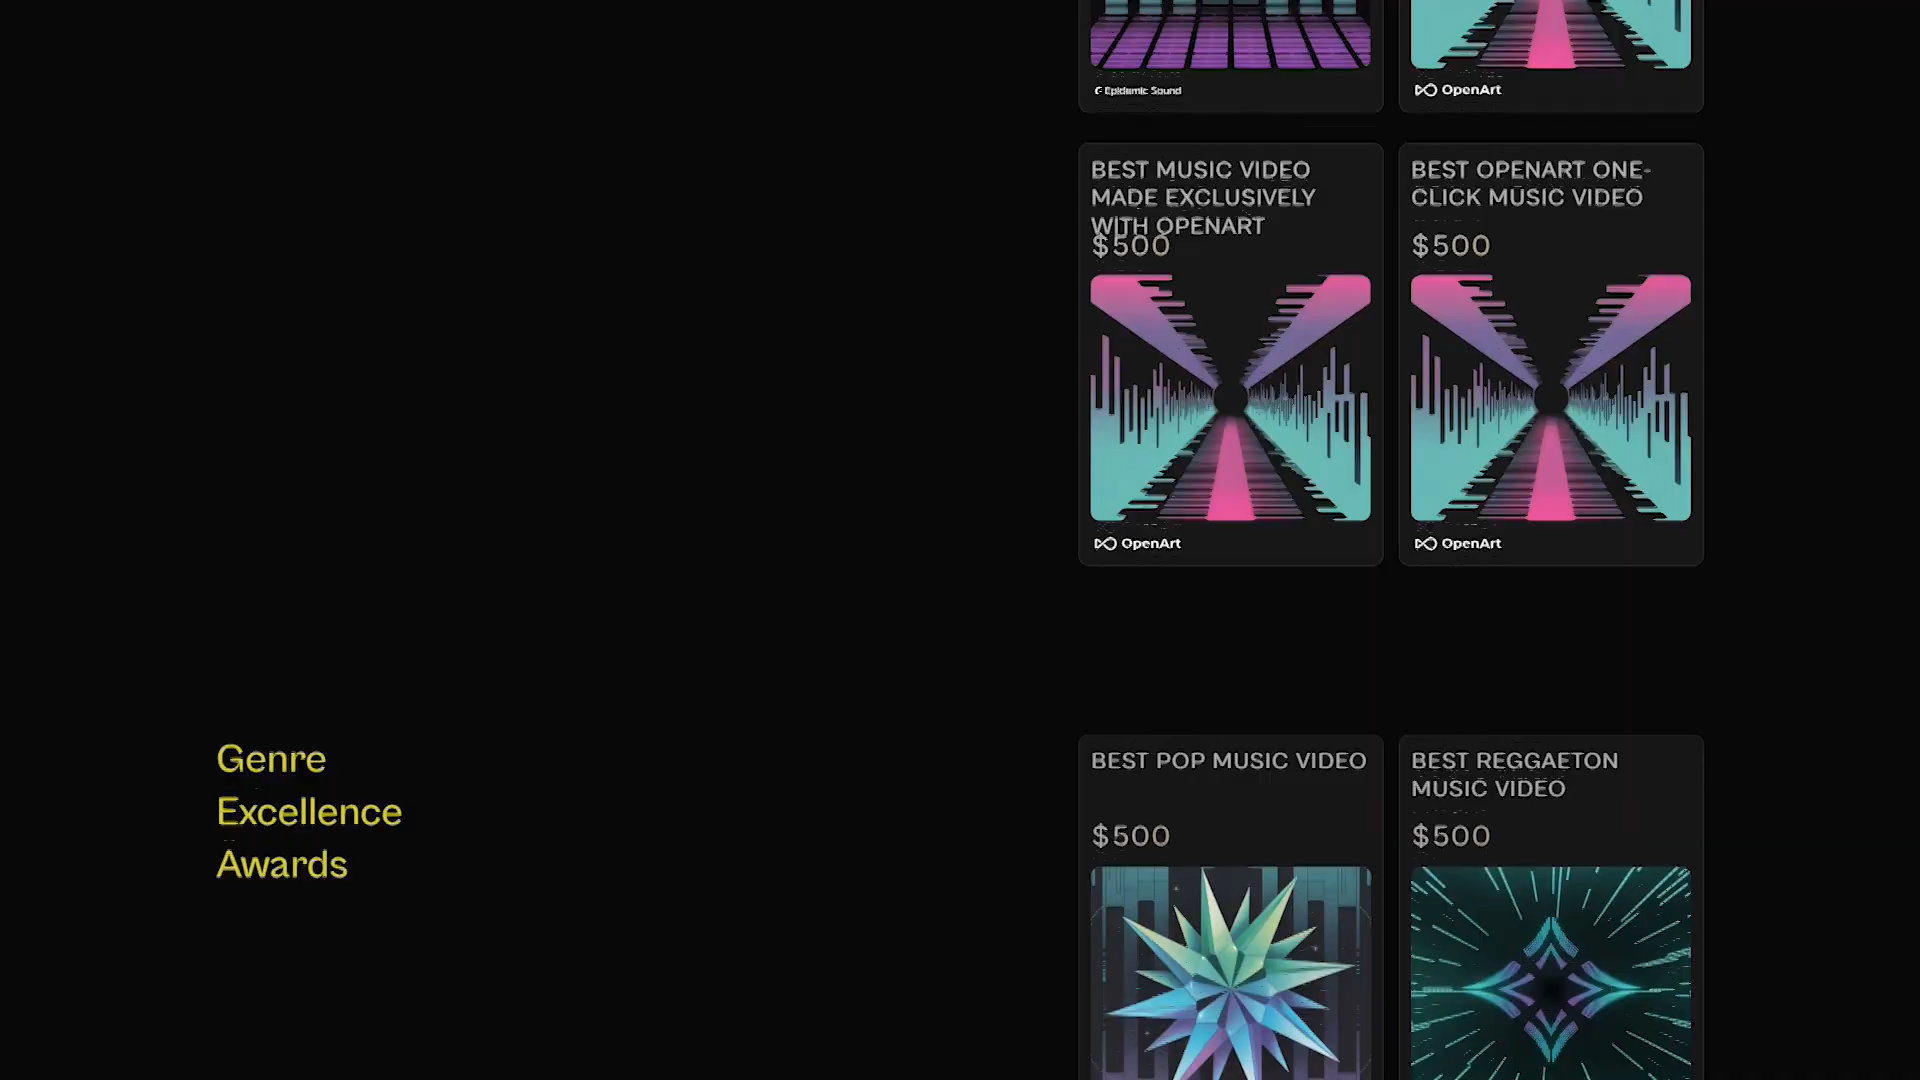 Epidemic Sound
OpenArt
BEST MUSIC VIDEO
MADE EXCLUSIVELY
WITH OPENART
$500
OpenArt
BEST OPENART ONE-
CLICK MUSIC VIDEO
$500
OpenArt
Genre
Excellence
Awards
BEST POP MUSIC VIDEO
$500
BEST REGGAETON
MUSIC VIDEO
$500